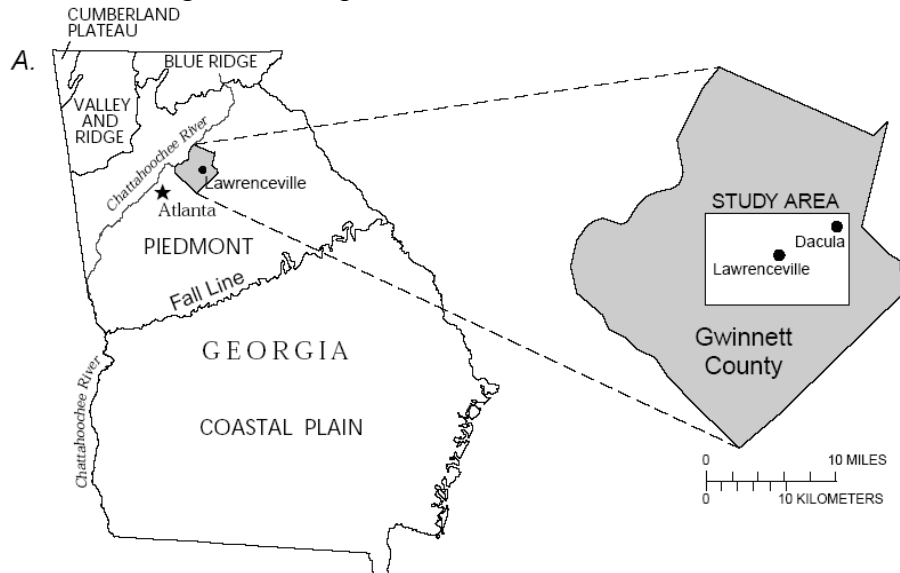 CUMBERLAND
PLATEAU
A.
BLUE RIDGE
VALLEY
AND
RIDGE
Chattahoochee River
Lawrenceville
Atlanta
PIEDMONT
Fall Line
GEORGIA
COASTAL PLAIN
Chattahoochee River
STUDY AREA
Dacula
Lawrenceville
Gwinnett
County
0 10 MILES
0 10 KILOMETERS